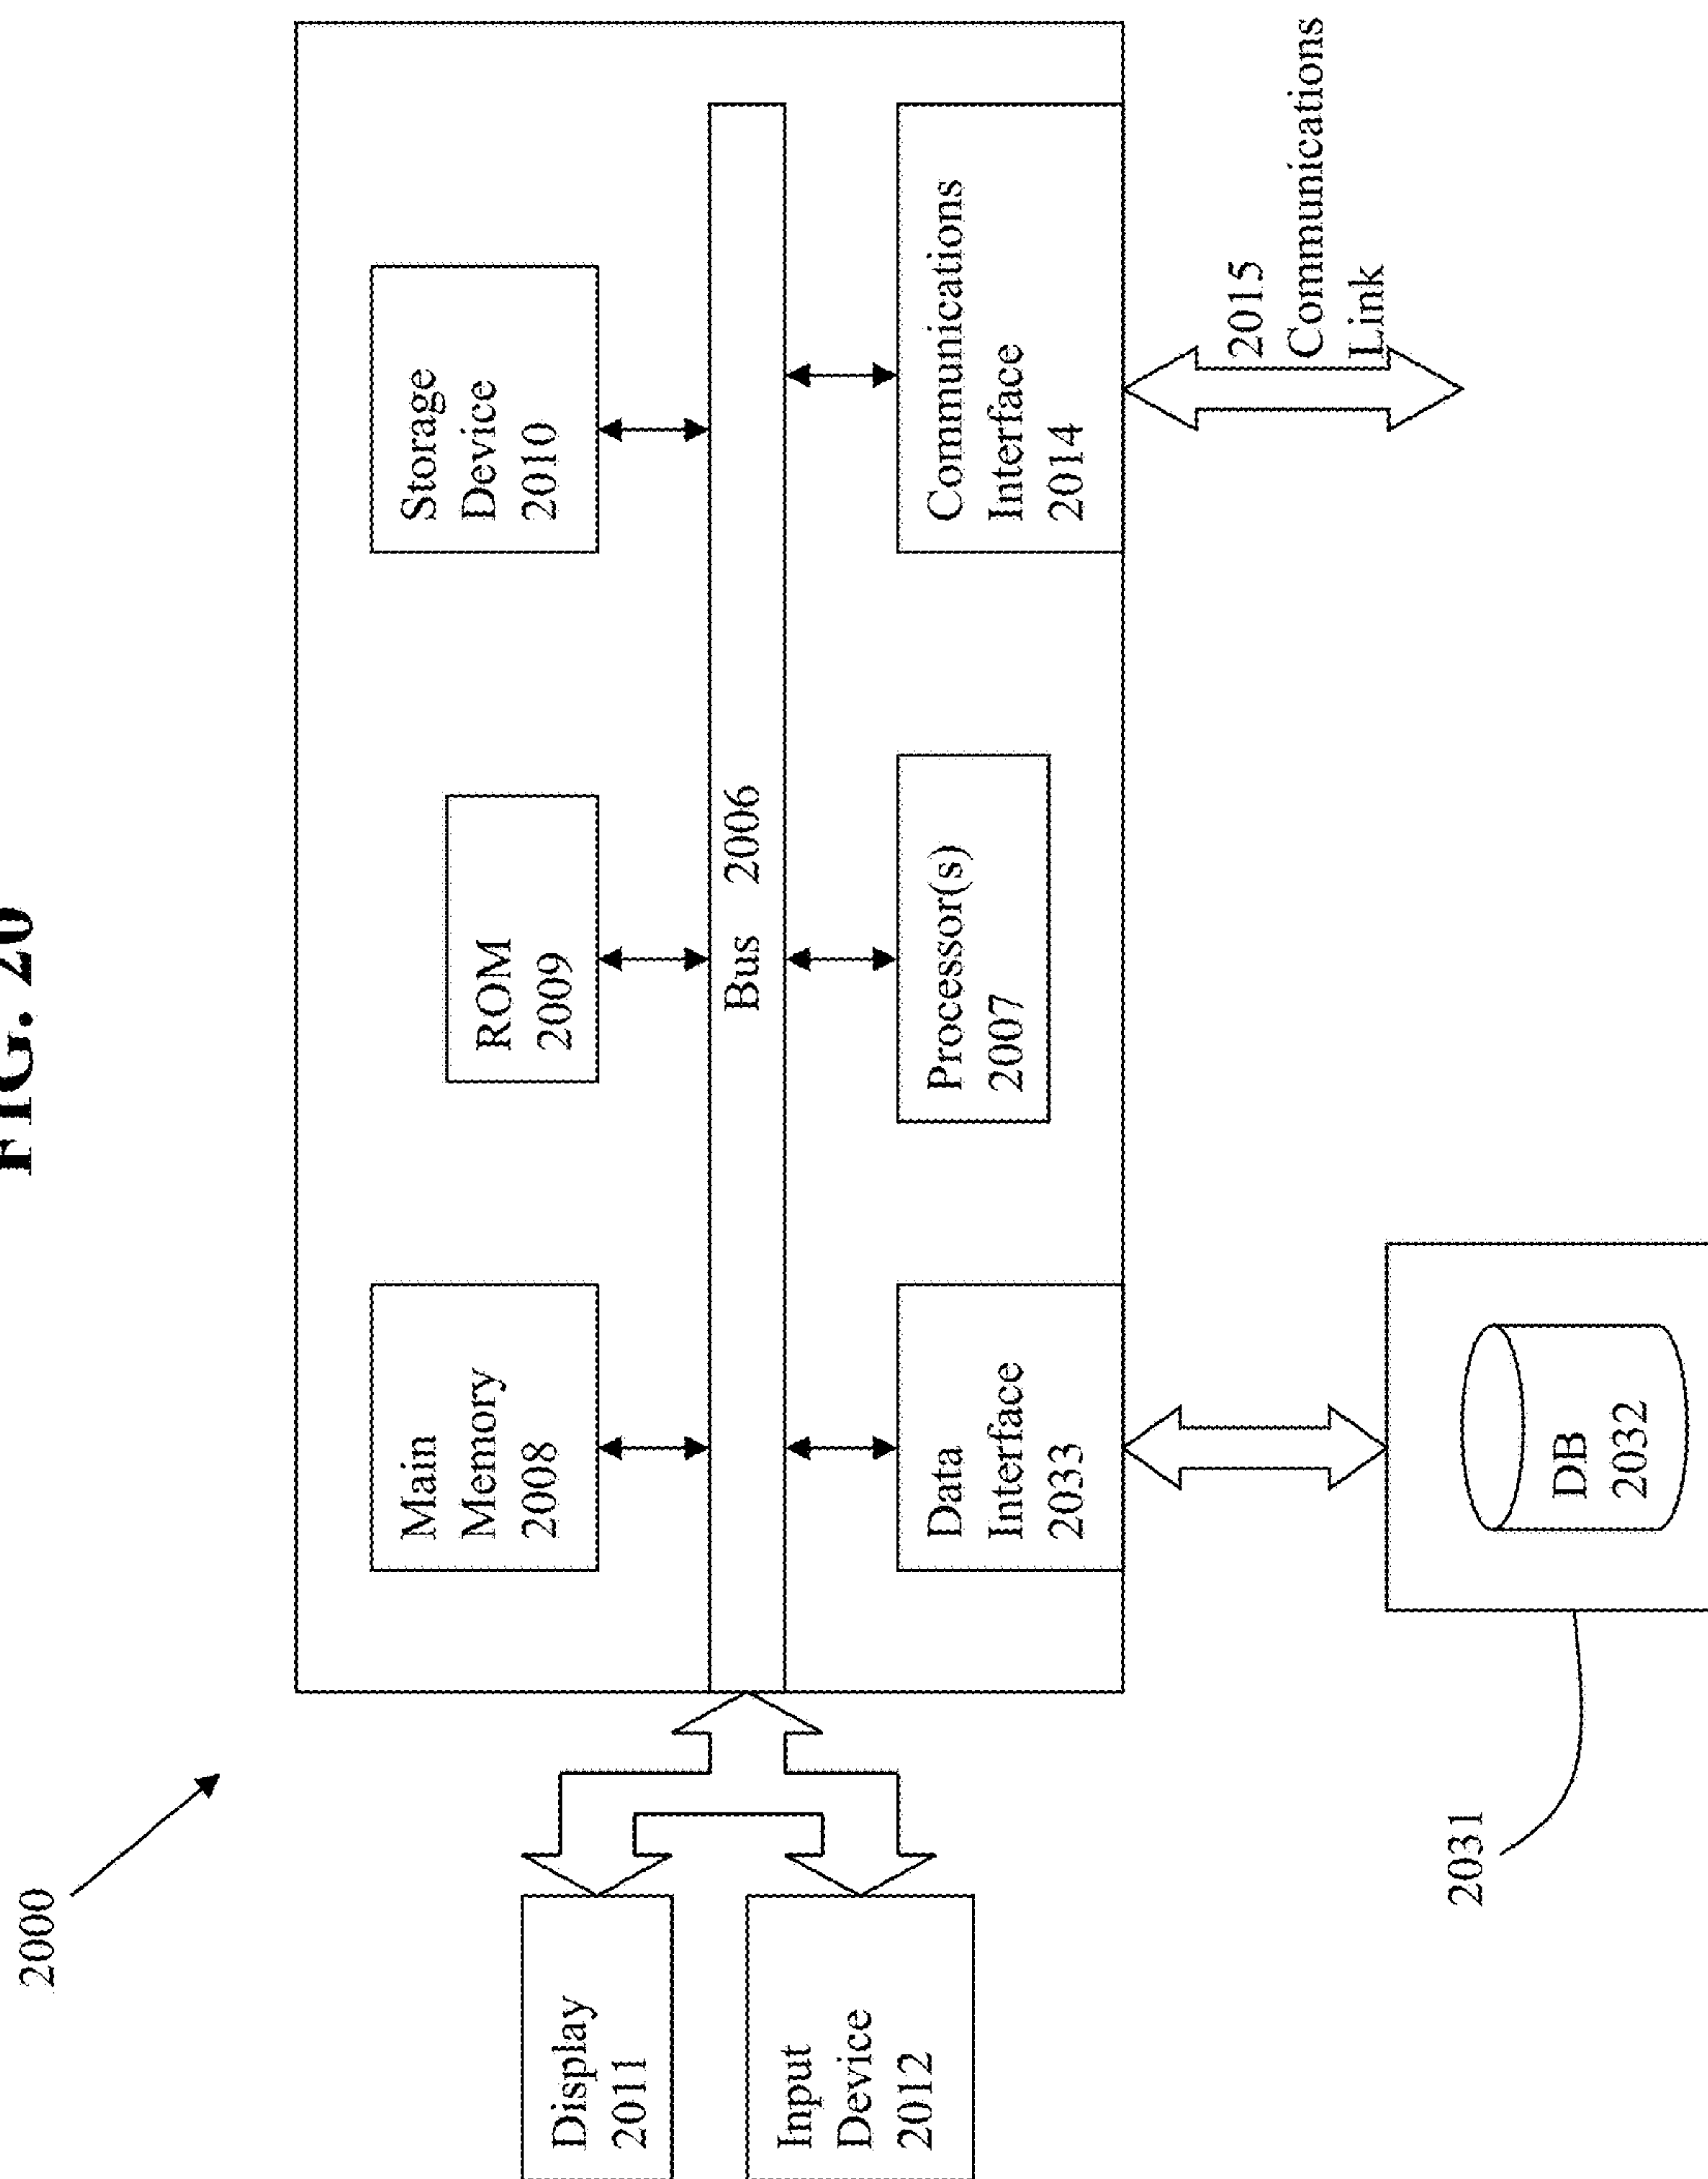 FIG. 20
2000
Display
2011
Input
Device
2012
Main
Memory
2008
ROM
2009
Storage
Device
2010
Bus 2006
Data
Interface
2033
Processor(s)
2007
Communications
Interface
2014
2015
Communications
Link
2031
DB
2032